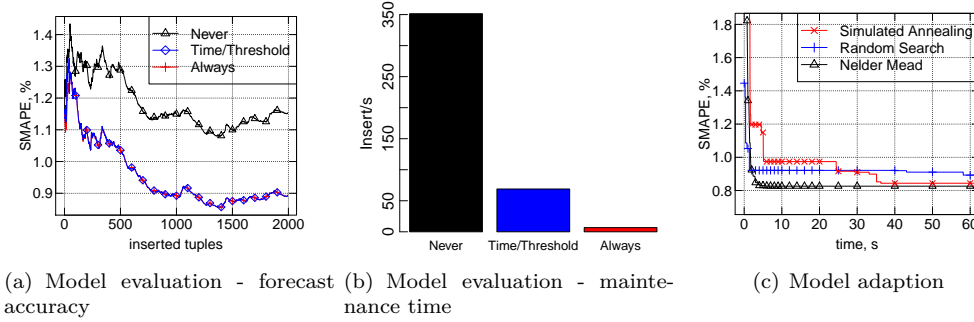 SMAPE, %
1.4
1.3
1.2
1.1
1.0
0.9
Never
Time/Threshold
Always
0
500
1000
1500
2000
inserted tuples
Insert/s
350
250
150
50
0
Never
Time/Threshold
Always
SMAPE, %
1.8
1.6
1.4
1.2
1.0
0.8
Simulated Annealing
Random Search
Nelder Mead
0
10
20
30
40
50
60
time, s
(a) Model evaluation - forecast
accuracy
(b) Model evaluation - mainte-
nance time
(c) Model adaption